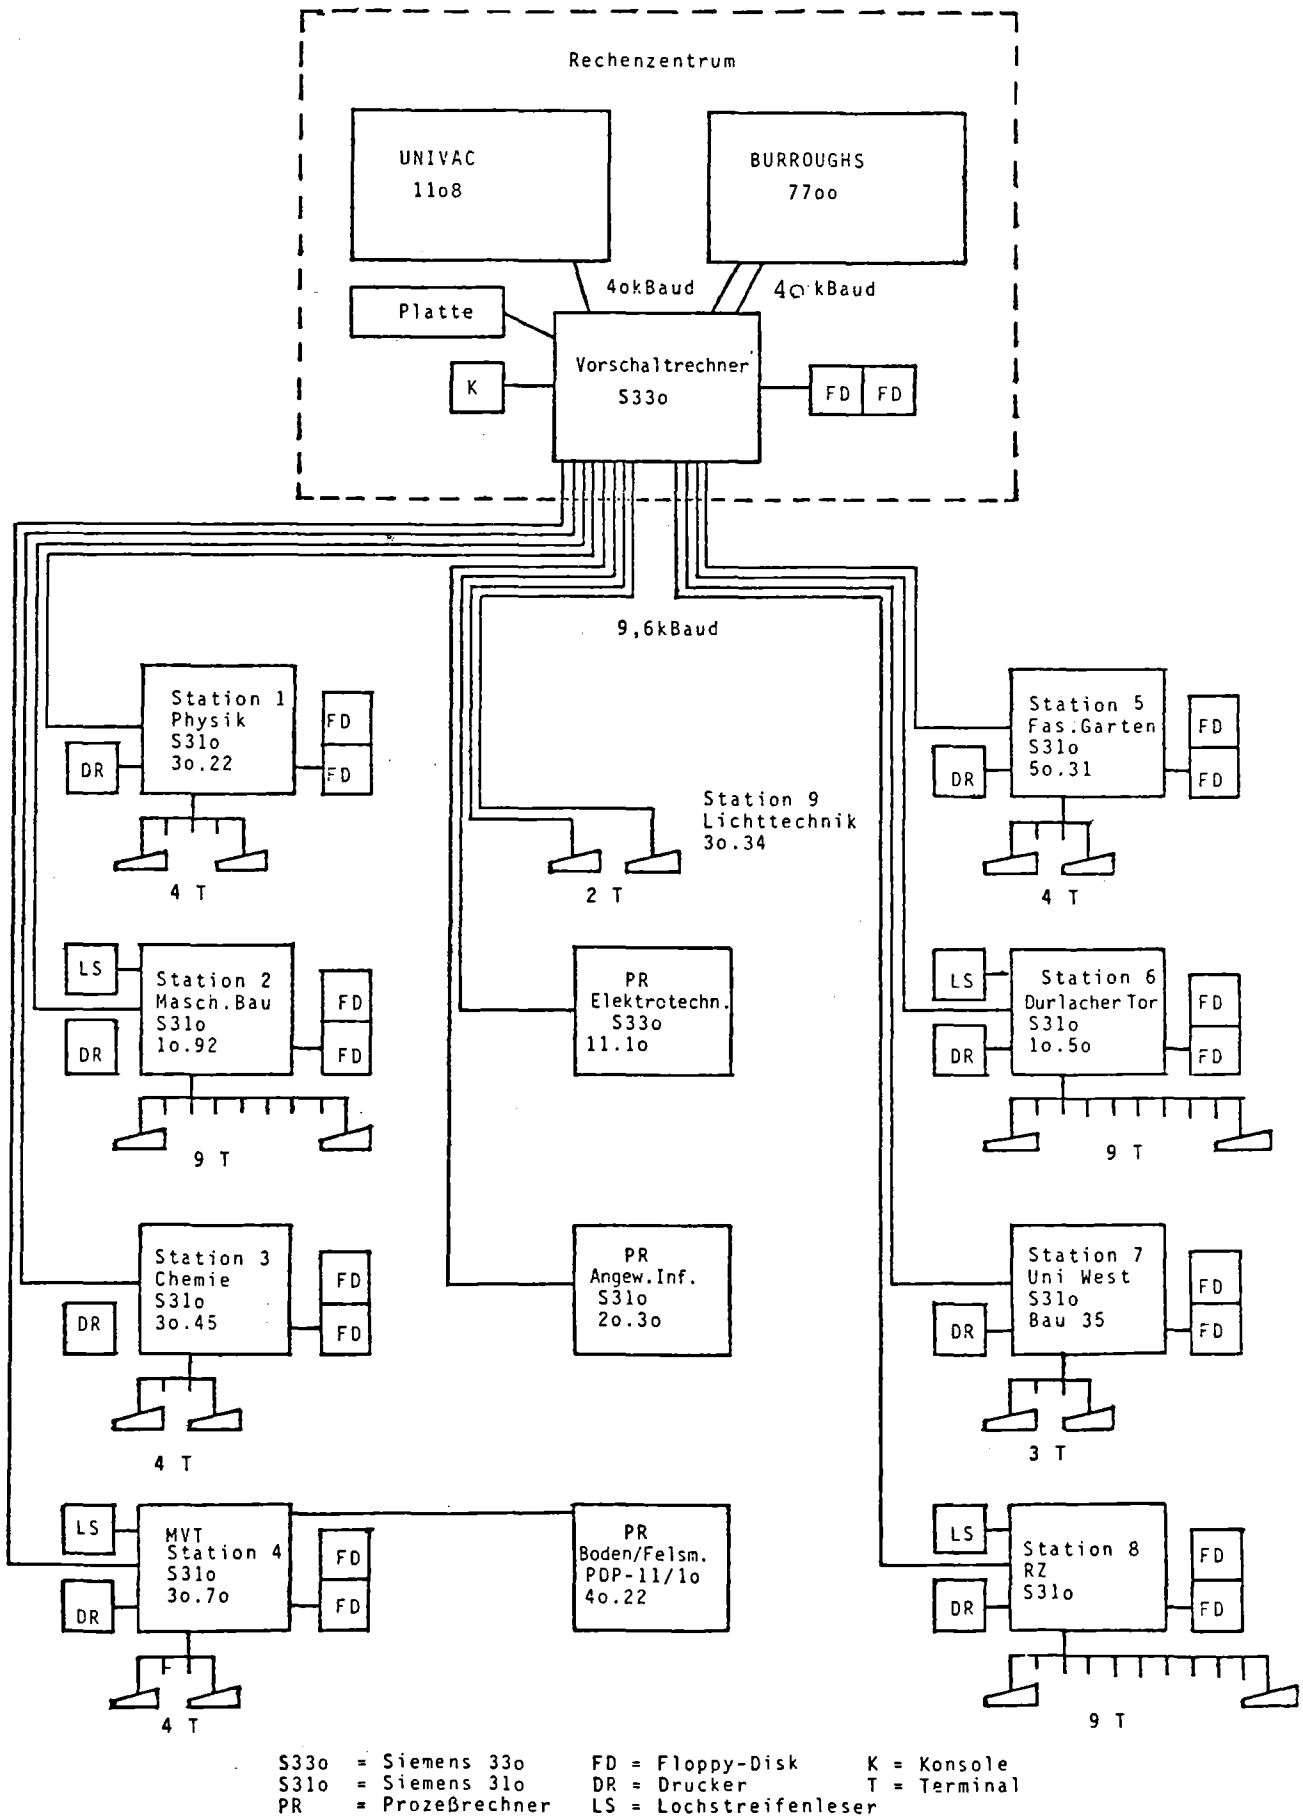 Rechenzentrum
UNIVAC
11o8
BURROUGHS
77oo
4okBaud
4o kBaud
Platte
Vorschaltrechner
S33o
K
FD FD
9,6kBaud
Station 1
Physik
S31o
3o.22
DR
FD
FD
4 T
Station 9
Lichttechnik
3o.34
2 T
Station 5
Fas.Garten
S31o
5o.31
DR
FD
FD
4 T
LS
Station 2
Masch.Bau
S31o
1o.92
DR
FD
FD
9 T
PR
Elektrotechn.
S33o
11.1o
LS
Station 6
Durlacher Tor
S31o
1o.5o
DR
FD
FD
9 T
Station 3
Chemie
S31o
3o.45
DR
FD
FD
4 T
PR
Angew.Inf.
S31o
2o.3o
Station 7
Uni West
S31o
Bau 35
DR
FD
FD
3 T
LS
MVT
Station 4
S31o
3o.7o
DR
FD
FD
4 T
PR
Boden/Felsm.
PDP-11/1o
4o.22
LS
Station 8
RZ
S31o
DR
FD
FD
9 T
S33o = Siemens 33o FD = Floppy-Disk K = Konsole
S31o = Siemens 31o DR = Drucker T = Terminal
PR = Prozeßrechner LS = Lochstreifenleser